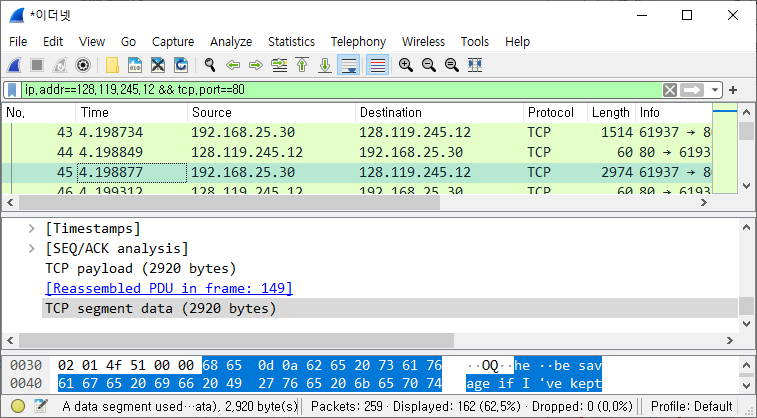 *이더넷
File Edit View Go Capture Analyze Statistics Telephony Wireless Tools Help
ip,addr==128,119,245,12 && tcp,port==80
No, Time Source Destination Protocol Length Info
43 4.198734 192.168.25.30 128.119.245.12 TCP 1514 61937 → 80
44 4.198849 128.119.245.12 192.168.25.30 TCP 60 80 → 6193
45 4.198877 192.168.25.30 128.119.245.12 TCP 2974 61937 → 80
46 4.199312 128.119.245.12 192.168.25.30 TCP 60 80 → 6193
[Timestamps]
[SEQ/ACK analysis]
TCP payload (2920 bytes)
[Reassembled PDU in frame: 149]
TCP segment data (2920 bytes)
0030 02 01 4f 51 00 00 68 65 0d 0a 62 65 20 73 61 76 ··OQ··he ··be sav
0040 61 67 65 20 69 66 20 49 27 76 65 20 6b 65 70 74 age if I 've kept
A data segment used···ata), 2,920 byte(s) Packets: 259 · Displayed: 162 (62,5%) · Dropped: 0 (0,0%) Profile: Default